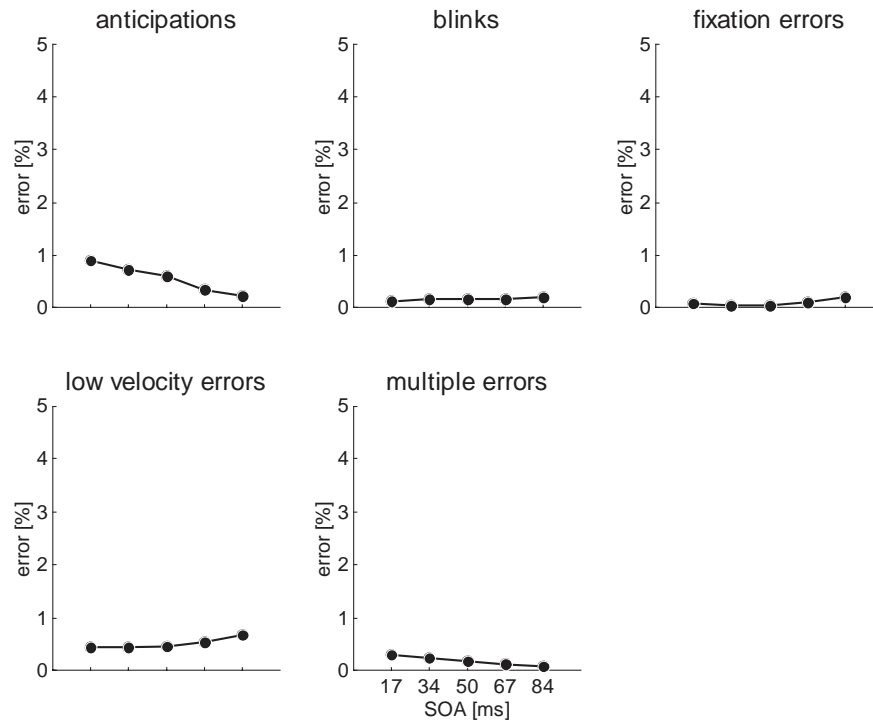 anticipations
blinks
fixation errors
5
4
3
2
1
0
error [%]
5
4
3
2
1
0
error [%]
5
4
3
2
1
0
error [%]
low velocity errors
multiple errors
5
4
3
2
1
0
error [%]
5
4
3
2
1
0
error [%]
17 34 50 67 84
SOA [ms]